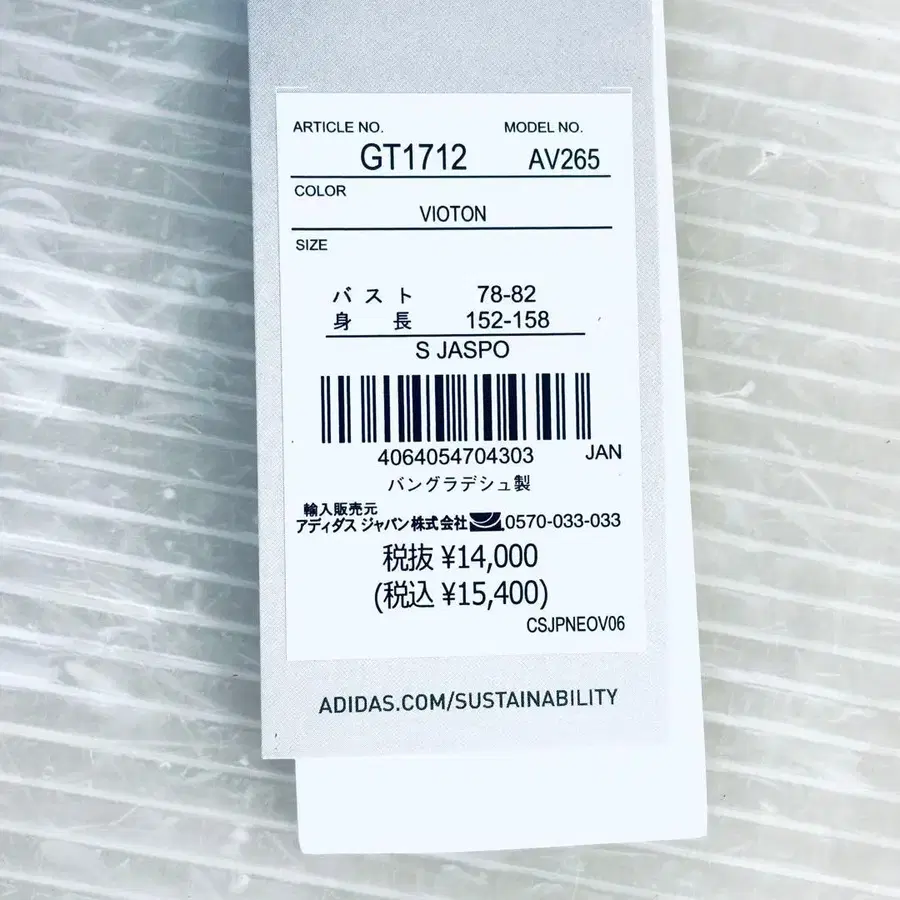 ARTICLE NO. MODEL NO.
GT1712 AV265
COLOR
VIOTON
SIZE
バスト 78-82
身長 152-158
S JASPO
4064054704303 JAN
バングラデシュ製
輸入販売元
アディダス ジャパン株式会社 0570-033-033
税抜 ¥14,000
(税込 ¥15,400)
CSJPNEOV06
ADIDAS.COM/SUSTAINABILITY